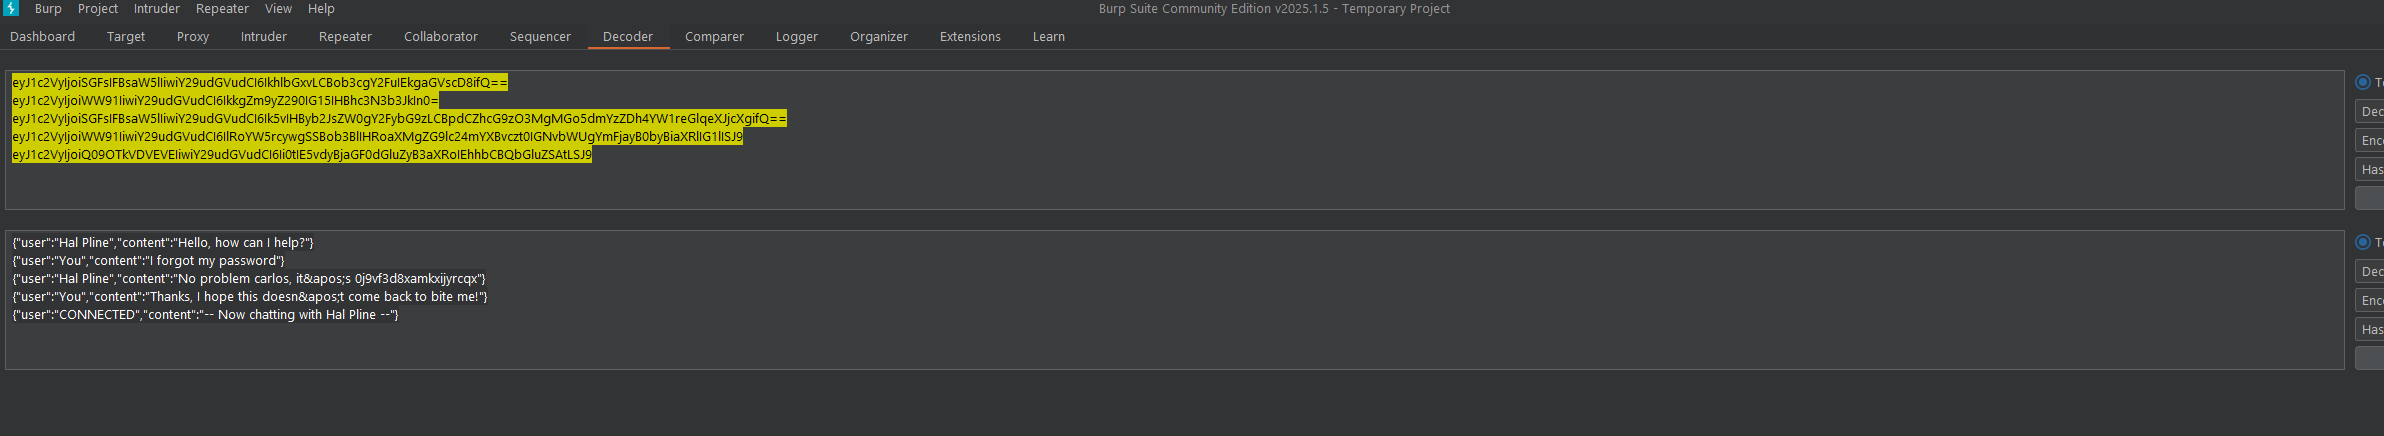 Burp Project Intruder Repeater View Help Burp Suite Community Edition v2025.1.5 - Temporary Project
Dashboard Target Proxy Intruder Repeater Collaborator Sequencer Decoder Comparer Logger Organizer Extensions Learn
eyJ1c2VyIjoiSGFsIFBsaW5lIiwiY29udGVudCI6IkhlbGxvLCBob3cgY2FuIEkgaGVscD8ifQ==
eyJ1c2VyIjoiWW91IiwiY29udGVudCI6IkkgZm9yZ290IG15IHBhc3N3b3JkIn0=
eyJ1c2VyIjoiSGFsIFBsaW5lIiwiY29udGVudCI6Ik5vIHByb2JsZW0gY2FybG9zLCBpdCZhcG9zO3MgMGo5dmYzZDh4YW1reGlqeXJjcXgifQ==
eyJ1c2VyIjoiWW91IiwiY29udGVudCI6IlRoYW5rcywgSSBob3BlIHRoaXMgZG9lc24mYXBvczt0IGNvbWUgYmFjayB0byBiaXRlIG1lISJ9
eyJ1c2VyIjoiQ09OTkVDVEVEIiwiY29udGVudCI6Ii0tIE5vdyBjaGF0dGluZyB3aXRoIEhhbCBQbGluZSAtLSJ9
Te
Dec
Enc
Has
{"user":"Hal Pline","content":"Hello, how can I help?"}
{"user":"You","content":"I forgot my password"}
{"user":"Hal Pline","content":"No problem carlos, it&apos;s 0j9vf3d8xamkxijyrcqx"}
{"user":"You","content":"Thanks, I hope this doesn&apos;t come back to bite me!"}
{"user":"CONNECTED","content":"-- Now chatting with Hal Pline --"}
Te
Dec
Enc
Has